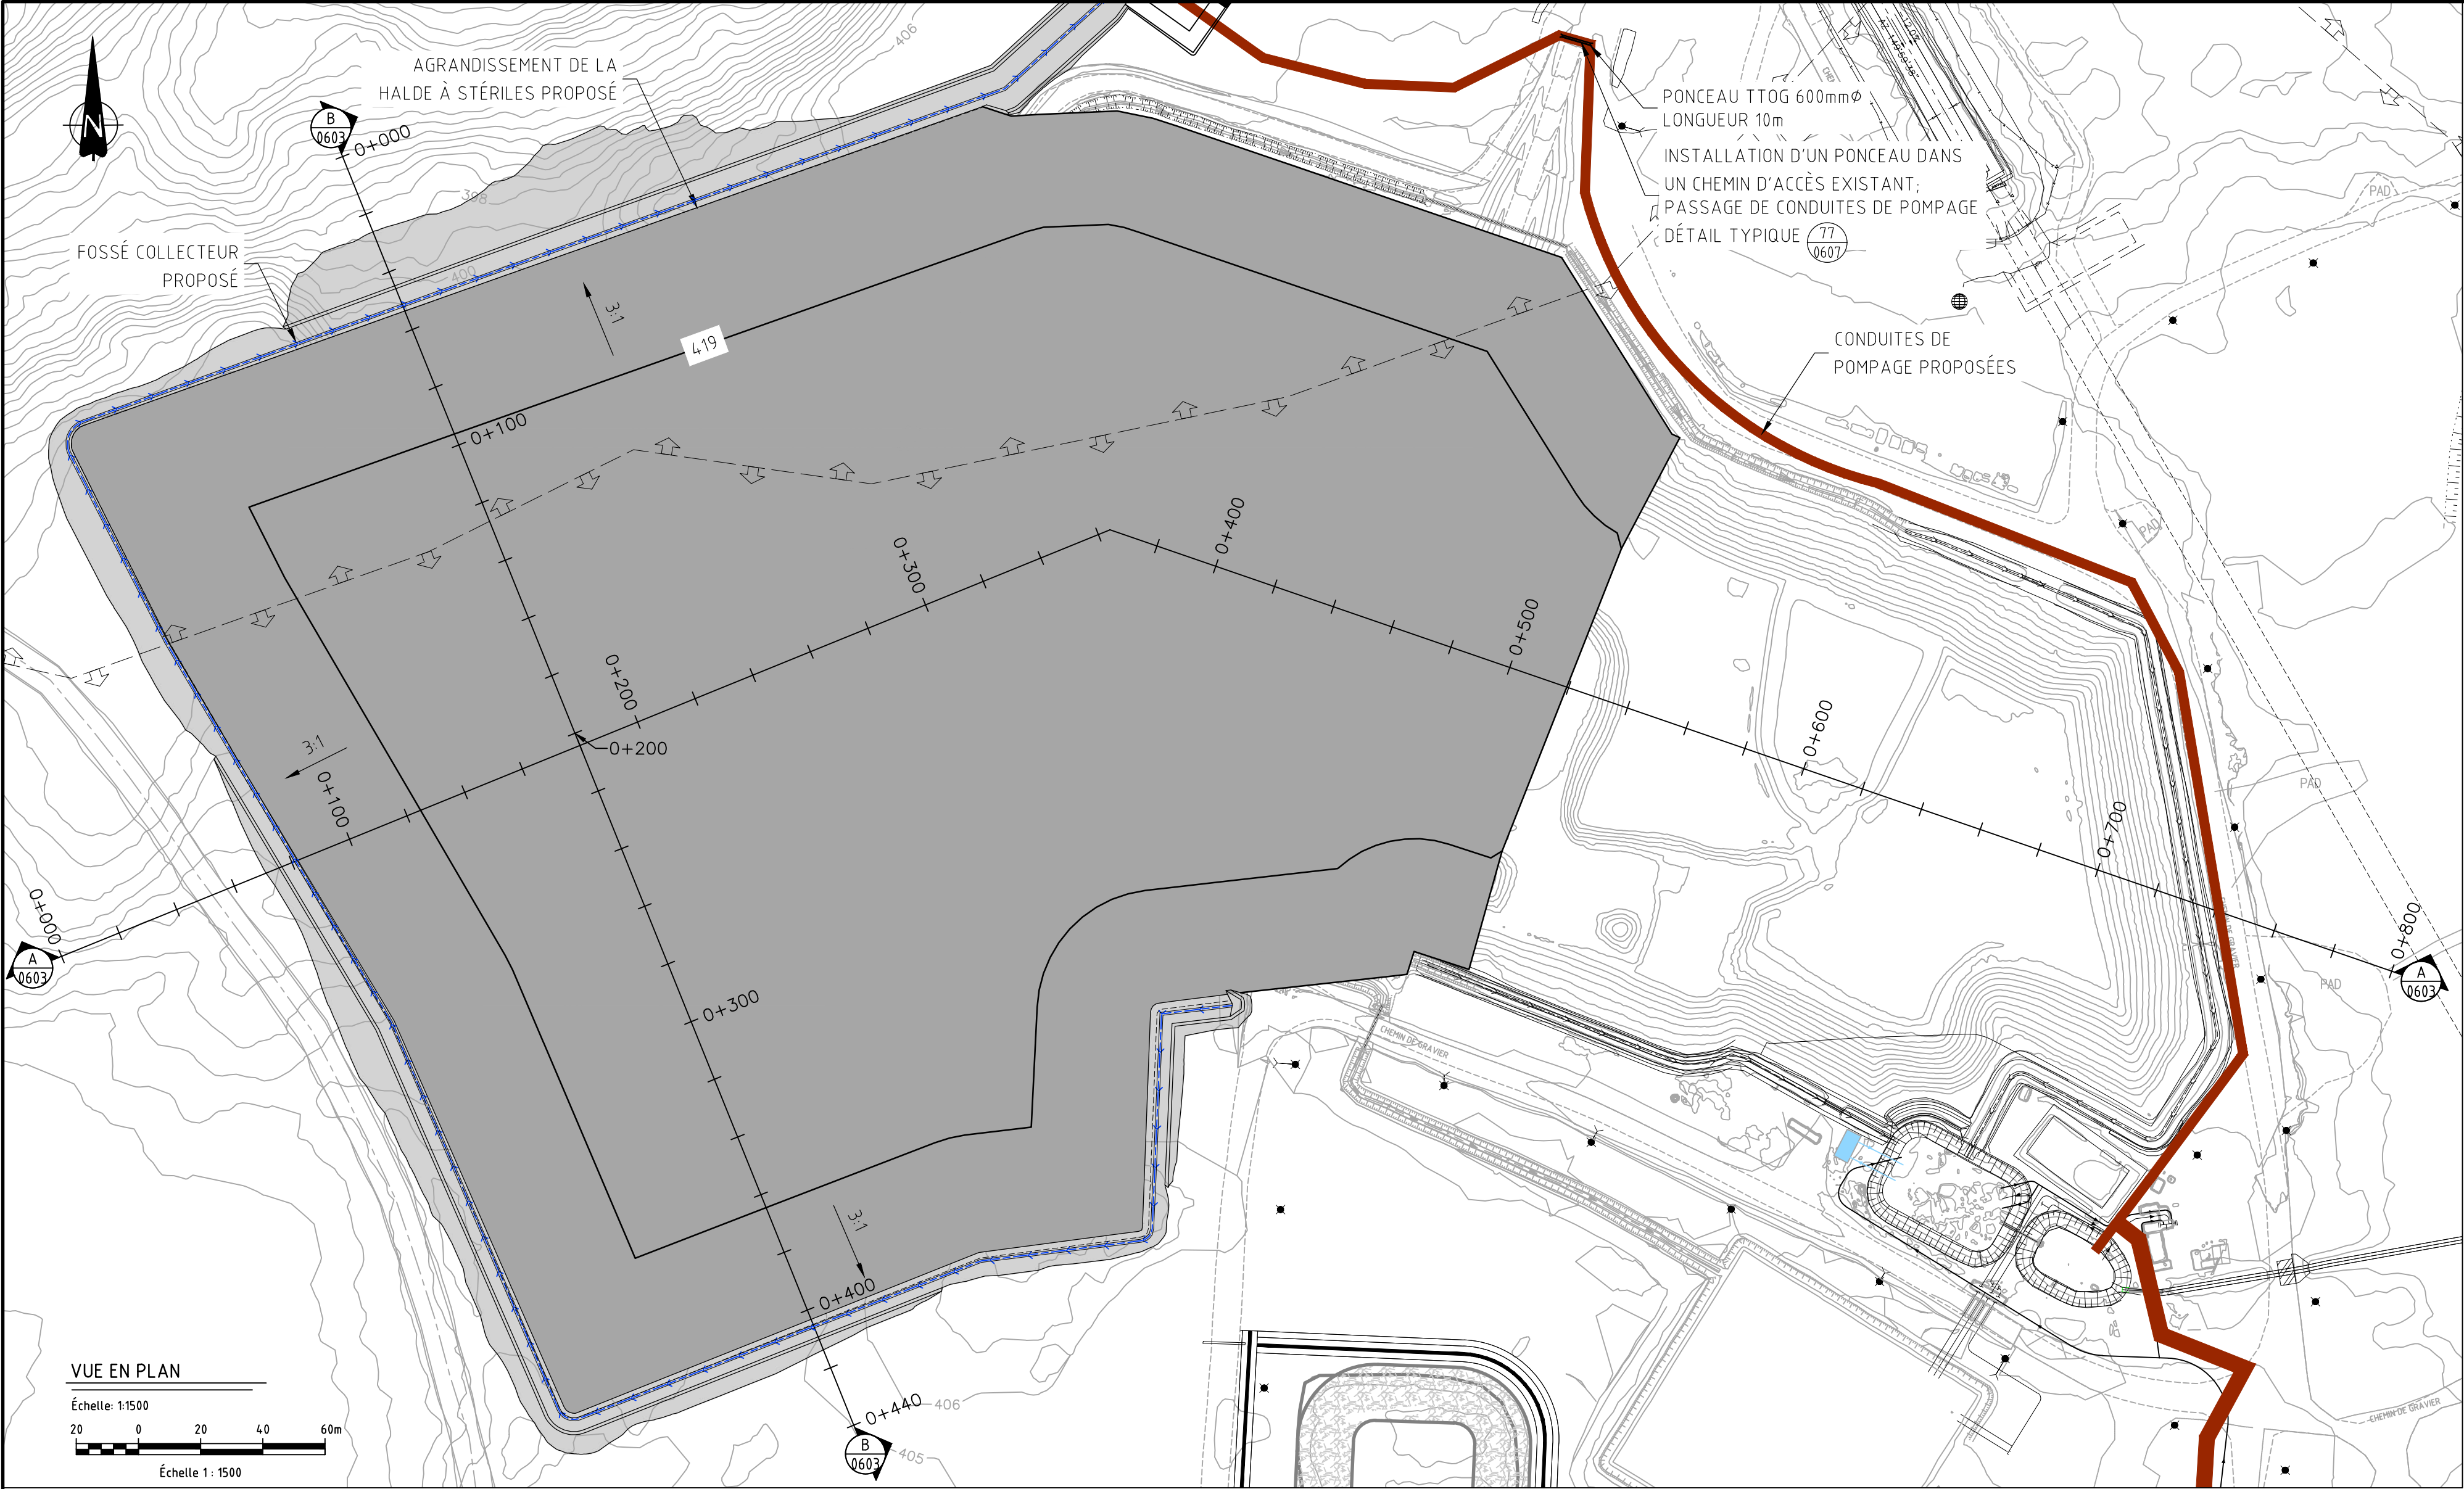 AGRANDISSEMENT DE LA
HALDE À STÉRILES PROPOSÉ
406
N
B
0603
0+000
398
FOSSÉ COLLECTEUR
PROPOSÉ
400
3:1
419
PONCEAU TTOG 600mmØ
LONGUEUR 10m
INSTALLATION D'UN PONCEAU DANS
UN CHEMIN D'ACCÈS EXISTANT;
PASSAGE DE CONDUITES DE POMPAGE
DÉTAIL TYPIQUE 77
0607
PAD
CONDUITES DE
POMPAGE PROPOSÉES
0+100
0+400
PAD
0+300
0+500
0+200
0+200
0+600
3:1
0+100
PAD
0+700
0+000
A
0603
0+800
A
0603
PAD
0+300
CHEMIN DE GRAVIER
3:1
0+400
0+440
406
B
0603
405
CHEMIN DE GRAVIER
VUE EN PLAN
Échelle: 1:1500
20 0 20 40 60m
Échelle 1 : 1500